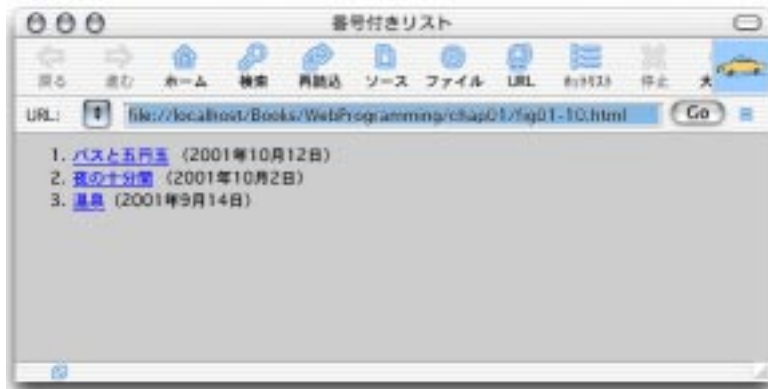 番号付きリスト
戻る 進む ホーム 検索 再読込 ソース ファイル URL 停止 大
URL: file://localhost/Books/WebProgramming/chap01/fig01-10.html Go
1. バスと五円玉 (2001年10月12日)
2. 夜の十分間 (2001年10月2日)
3. 温泉 (2001年9月14日)